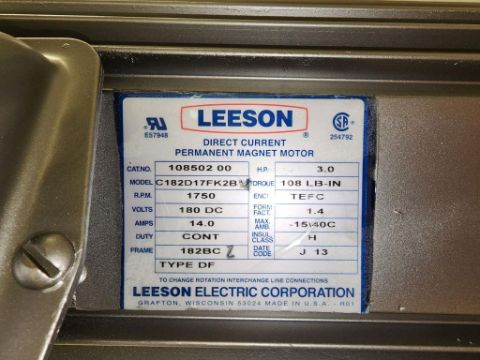 LEESON
E57948
254792
DIRECT CURRENT
PERMANENT MAGNET MOTOR
CAT.NO. 108502 00 H.P. 3.0
MODEL C182D17FK2B TORQUE 108 LB-IN
R.P.M. 1750 ENCL TEFC
VOLTS 180 DC FORM FACT. 1.4
AMPS 14.0 MAX. AMB. -15\40C
DUTY CONT INSUL. CLASS H
FRAME 182BC Z DATE CODE J 13
TYPE DF
TO CHANGE ROTATION INTERCHANGE LINE CONNECTIONS
LEESON ELECTRIC CORPORATION
GRAFTON, WISCONSIN 53024 MADE IN U.S.A. - R01